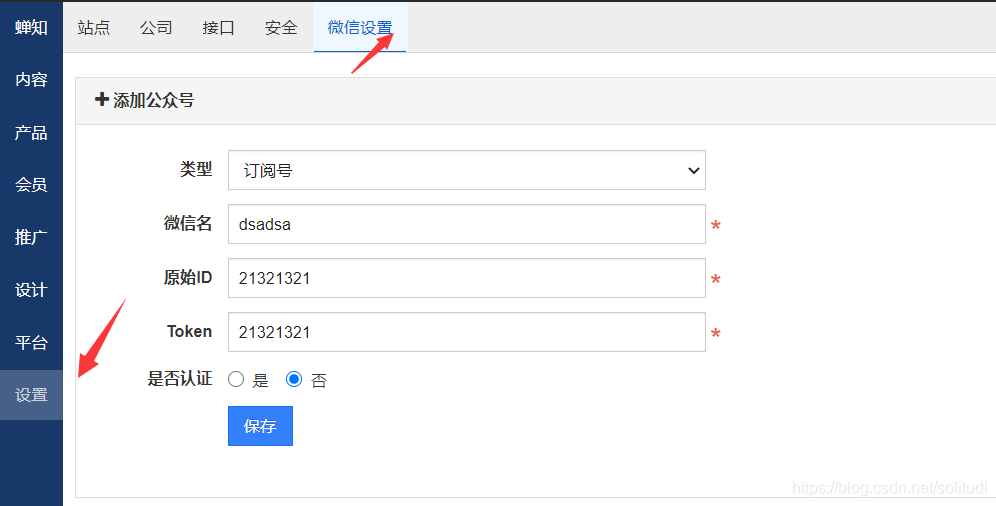 蝉知 站点 公司 接口 安全 微信设置
内容
产品
会员
推广
设计
平台
设置
添加公众号
类型 订阅号
微信名 dsadsa *
原始ID 21321321 *
Token 21321321 *
是否认证 是 否
保存
https://blog.csdn.net/solitudi